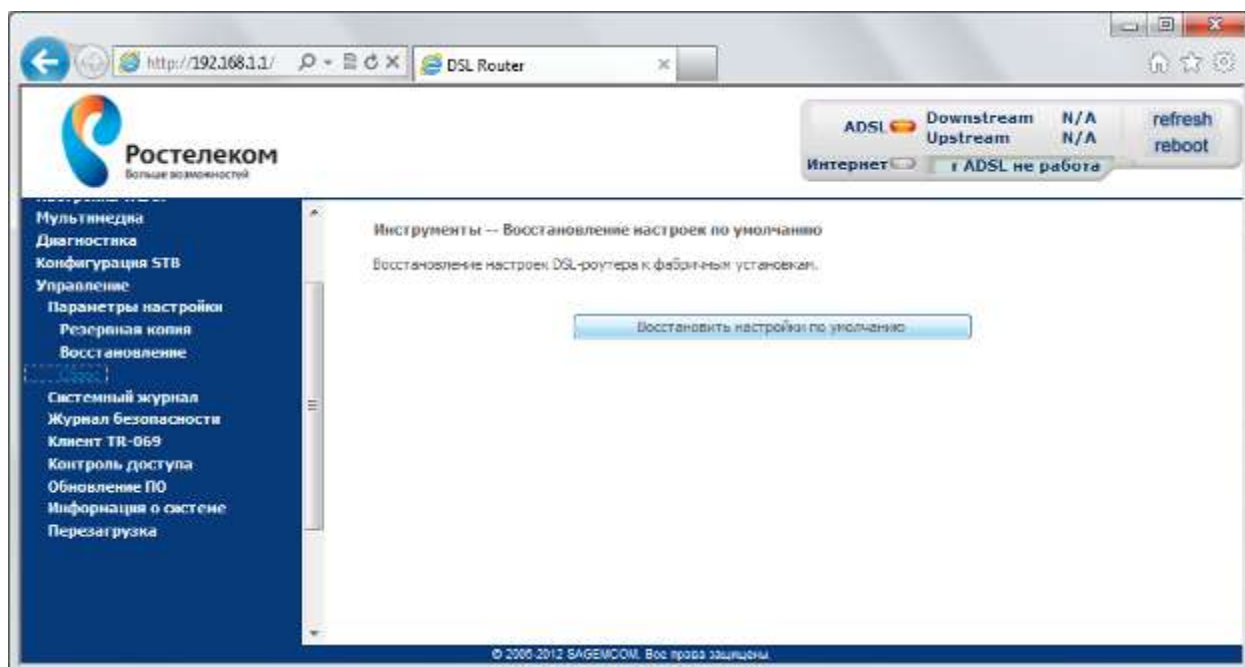 http://192.168.1.1/
DSL Router
Ростелеком
Больше возможностей
ADSL
Downstream N/A
Upstream N/A
Интернет
т ADSL не работа
refresh
reboot
Мультимедиа
Диагностика
Конфигурация STB
Управление
Параметры настройки
Резервная копия
Восстановление
Сброс
Системный журнал
Журнал безопасности
Клиент TR-069
Контроль доступа
Обновление ПО
Информация о системе
Перезагрузка
Инструменты -- Восстановление настроек по умолчанию
Восстановление настроек DSL-роутера к фабричным установкам.
Восстановить настройки по умолчанию
© 2006-2012 SAGEMCOM. Все права защищены.